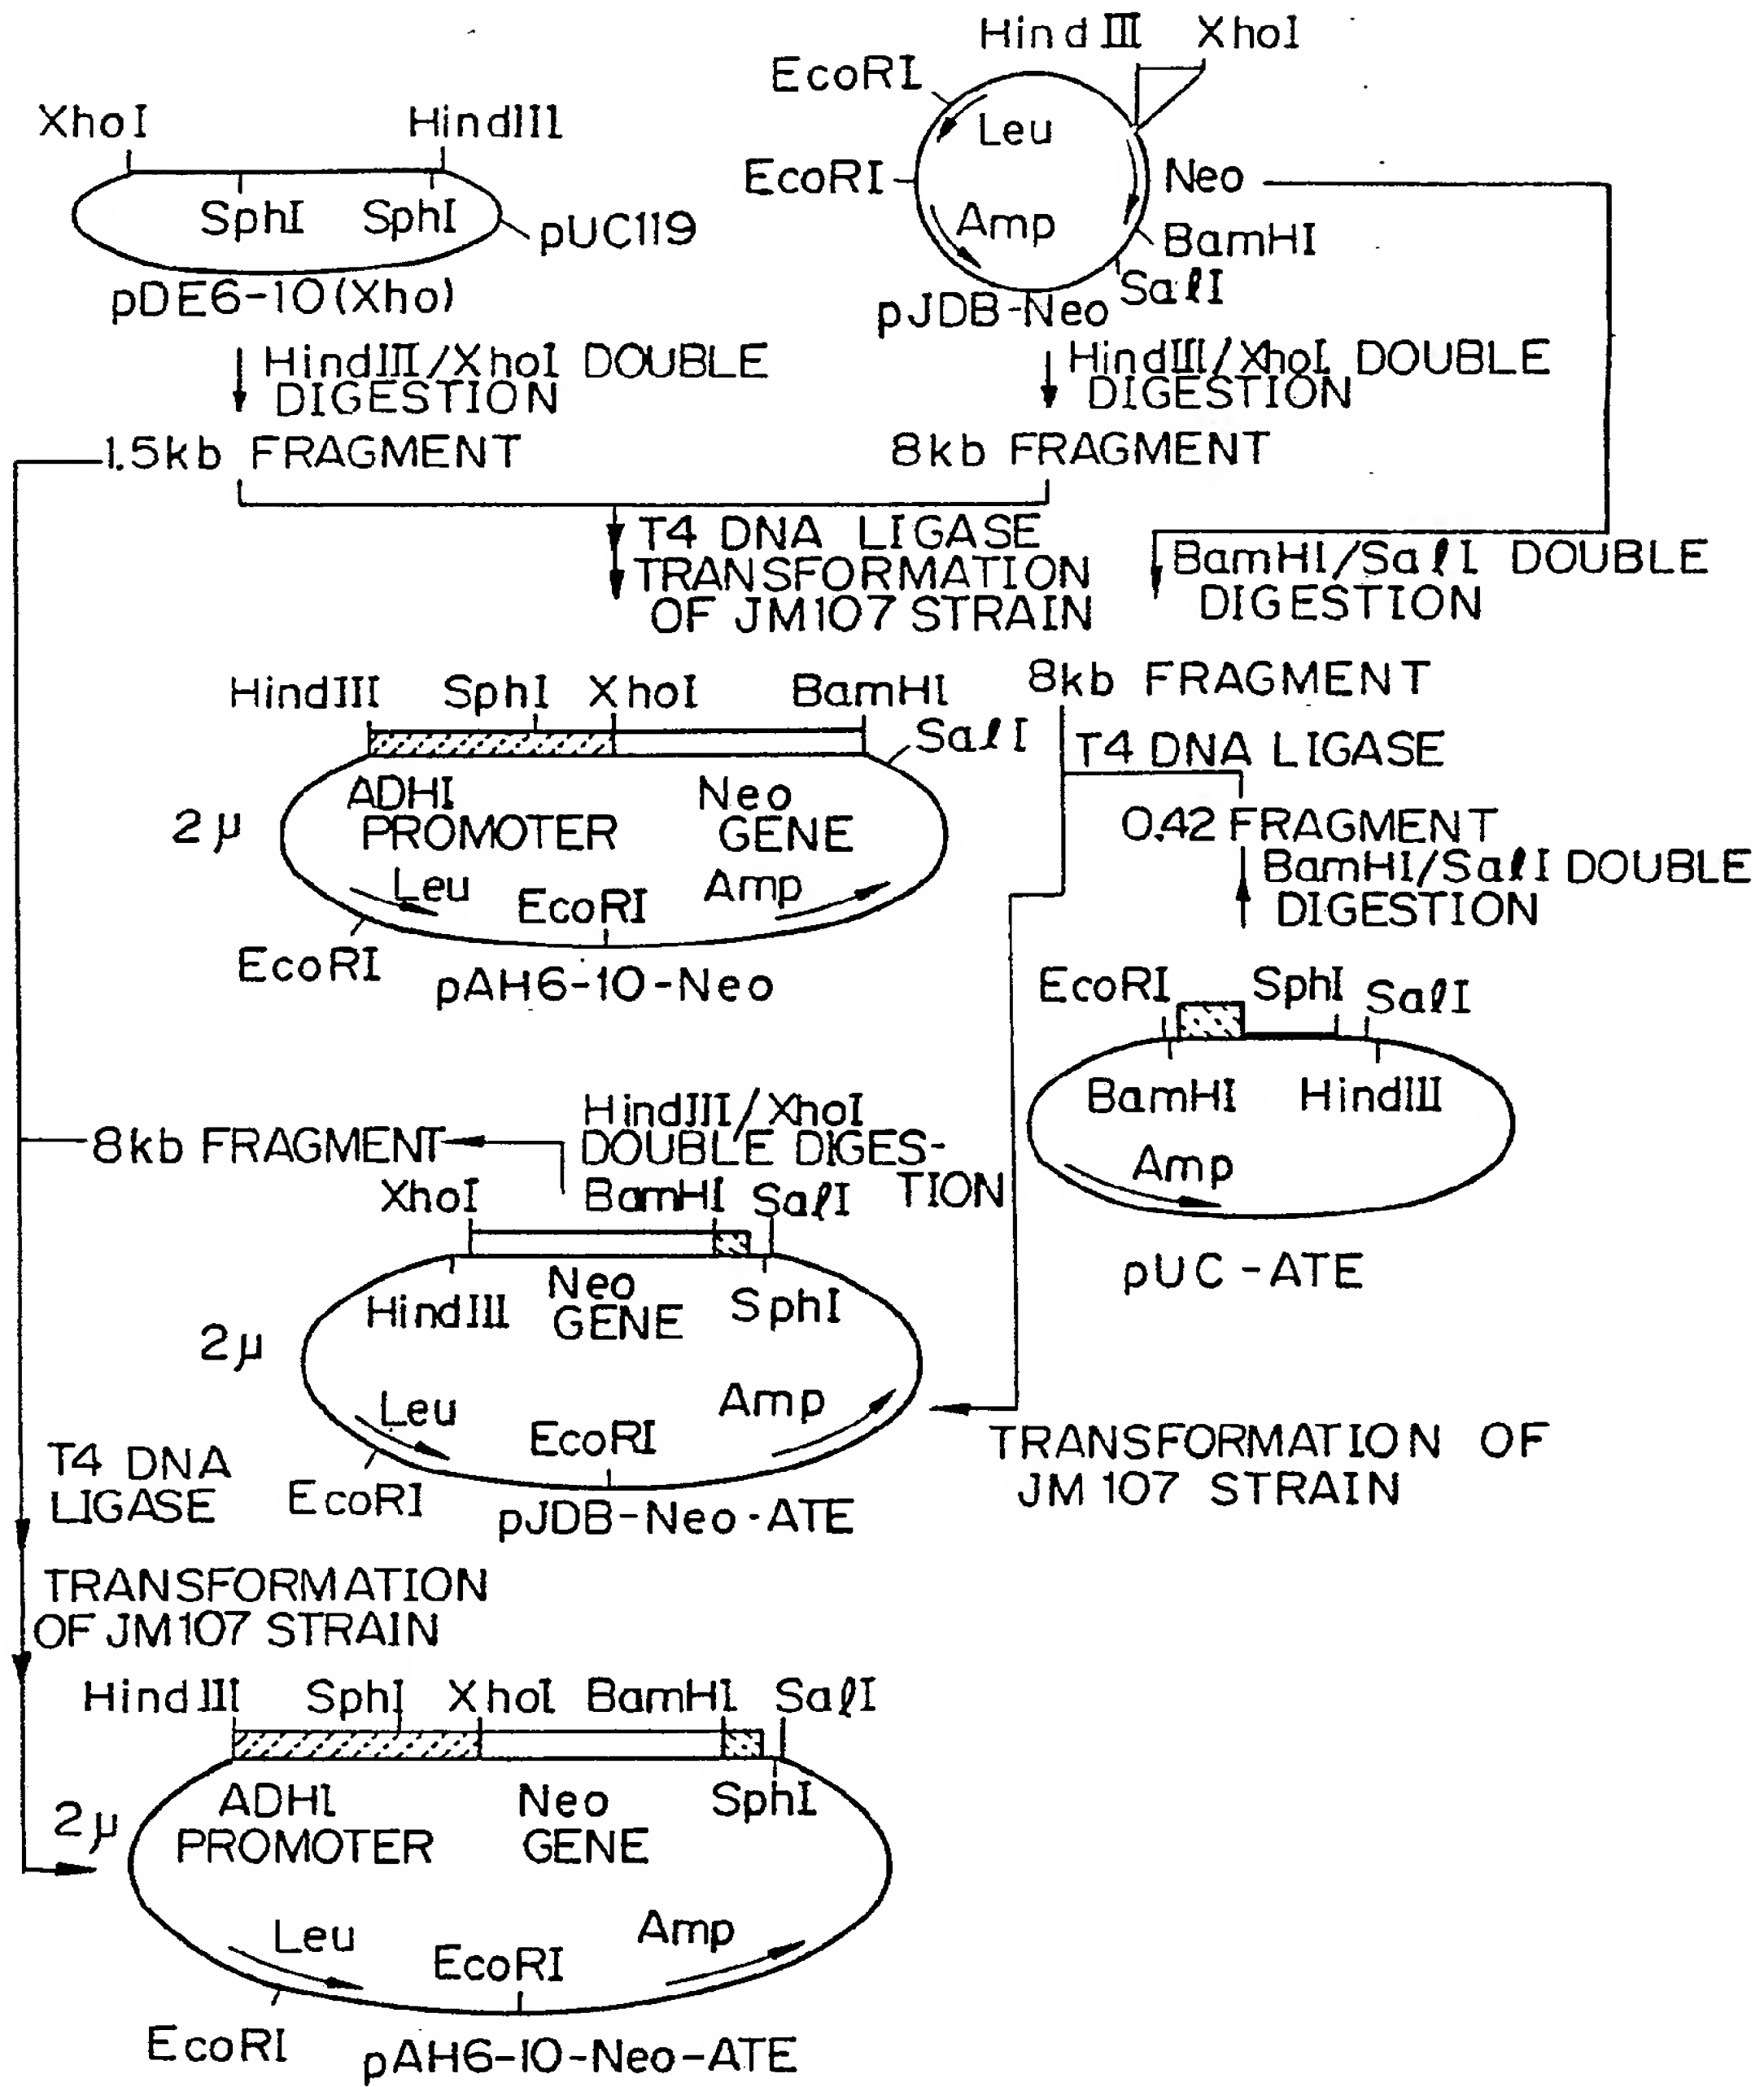 Hind III XhoI
EcoRI
Leu
XhoI HindIII
EcoRI
Neo
SphI SphI
Amp
pUC119
BamHI
SalI
pDE6-10(Xho)
pJDB-Neo
HindIII/XhoI DOUBLE
DIGESTION
HindIII/XhoI DOUBLE
DIGESTION
1.5kb FRAGMENT
8kb FRAGMENT
T4 DNA LIGASE
TRANSFORMATION
OF JM107 STRAIN
BamHI/SalI DOUBLE
DIGESTION
8kb FRAGMENT
HindIII SphI XhoI BamHI
SalI
T4 DNA LIGASE
ADHI
PROMOTER
Neo
GENE
2μ
0.42 FRAGMENT
BamHI/SalI DOUBLE
DIGESTION
Leu
EcoRI
Amp
EcoRI
pAH6-10-Neo
EcoRI SphI SalI
BamHI HindIII
Amp
pUC-ATE
HindIII/XhoI
DOUBLE DIGES-
TION
8kb FRAGMENT
XhoI BamHI SalI
HindIII
Neo
GENE
SphI
2μ
Leu
EcoRI
Amp
EcoRI
pJDB-Neo-ATE
TRANSFORMATION OF
JM 107 STRAIN
T4 DNA
LIGASE
TRANSFORMATION
OF JM107 STRAIN
Hind III SphI XhoI BamHI SalI
ADHI
PROMOTER
Neo
GENE
SphI
2μ
Leu
EcoRI
Amp
EcoRI
pAH6-10-Neo-ATE